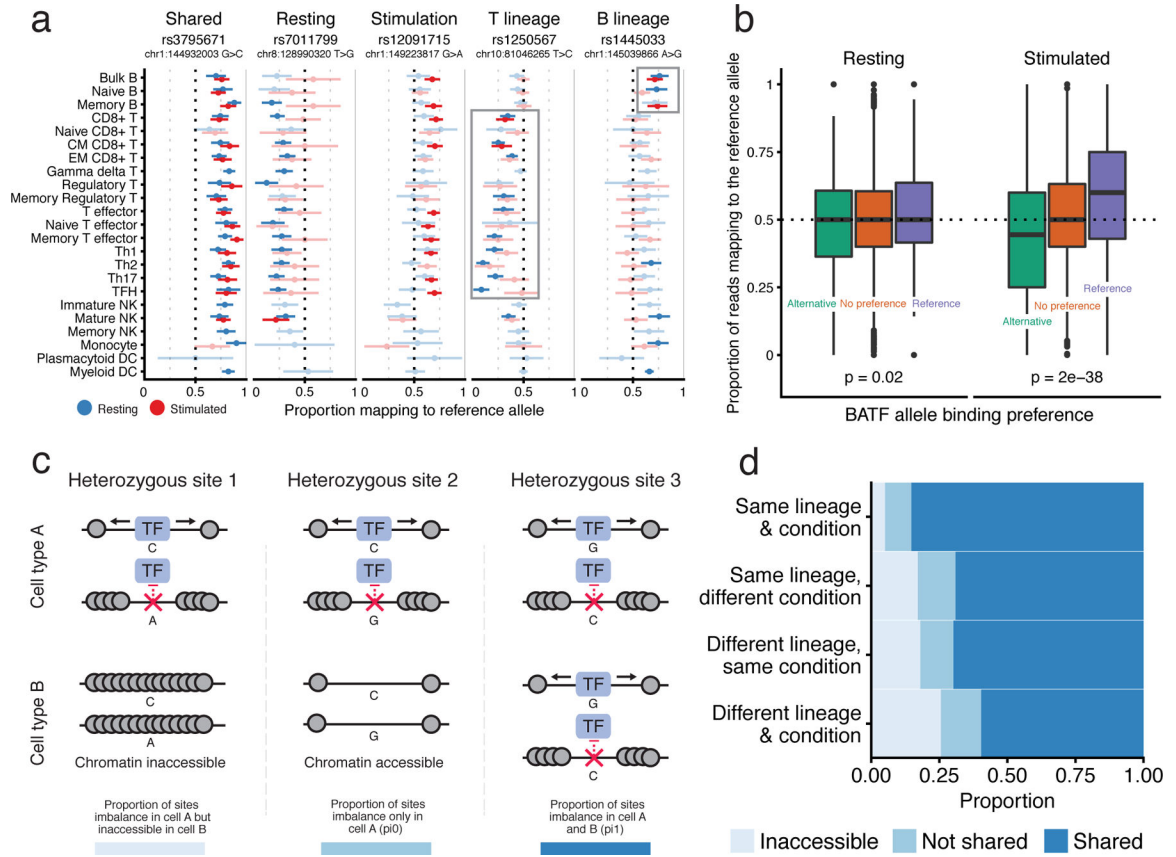 a
Shared
rs3795671
chr1:144932003 G>C
Resting
rs7011799
chr8:128990320 T>G
Stimulation
rs12091715
chr1:149223817 G>A
T lineage
rs1250567
chr10:81046265 T>C
B lineage
rs1445033
chr1:145039866 A>G
Bulk B
Naive B
Memory B
CD8+ T
Naive CD8+ T
CM CD8+ T
EM CD8+ T
Gamma delta T
Regulatory T
Memory Regulatory T
T effector
Naive T effector
Memory T effector
Th1
Th2
Th17
TFH
Immature NK
Mature NK
Memory NK
Monocyte
Plasmacytoid DC
Myeloid DC
0 0.5 1 0 0.5 1 0 0.5 1 0 0.5 1 0 0.5 1
Resting
Stimulated
Proportion mapping to reference allele
b
Resting
Stimulated
Proportion of reads mapping to the reference allele
1
0.75
0.5
0.25
0
Alternative
No preference
Reference
Alternative
No preference
Reference
p = 0.02
p = 2e−38
BATF allele binding preference
c
Heterozygous site 1
Heterozygous site 2
Heterozygous site 3
Cell type A
TF
C
TF
A
TF
C
TF
G
TF
G
TF
C
Cell type B
C
A
Chromatin inaccessible
C
G
Chromatin accessible
TF
G
TF
C
Proportion of sites
imbalance in cell A but
inaccessible in cell B
Proportion of sites
imbalance only in
cell A (pi0)
Proportion of sites
imbalance in cell A
and B (pi1)
d
Same lineage
& condition
Same lineage,
different condition
Different lineage,
same condition
Different lineage
& condition
0.00 0.25 0.50 0.75 1.00
Proportion
Inaccessible
Not shared
Shared